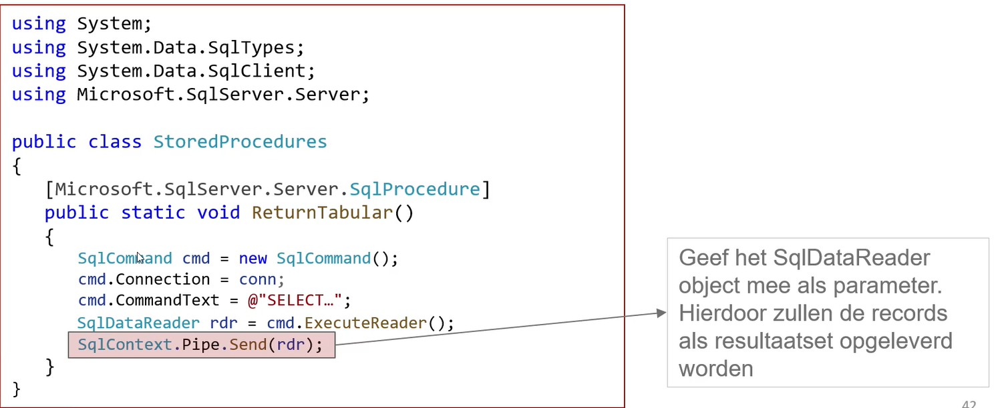 using System;
using System.Data.SqlTypes;
using System.Data.SqlClient;
using Microsoft.SqlServer.Server;
public class StoredProcedures
{
[Microsoft.SqlServer.Server.SqlProcedure]
public static void ReturnTabular()
{
SqlCommand cmd = new SqlCommand();
cmd.Connection = conn;
cmd.CommandText = @"SELECT…";
SqlDataReader rdr = cmd.ExecuteReader();
SqlContext.Pipe.Send(rdr);
}
}
Geef het SqlDataReader
object mee als parameter.
Hierdoor zullen de records
als resultaatset opgeleverd
worden
42